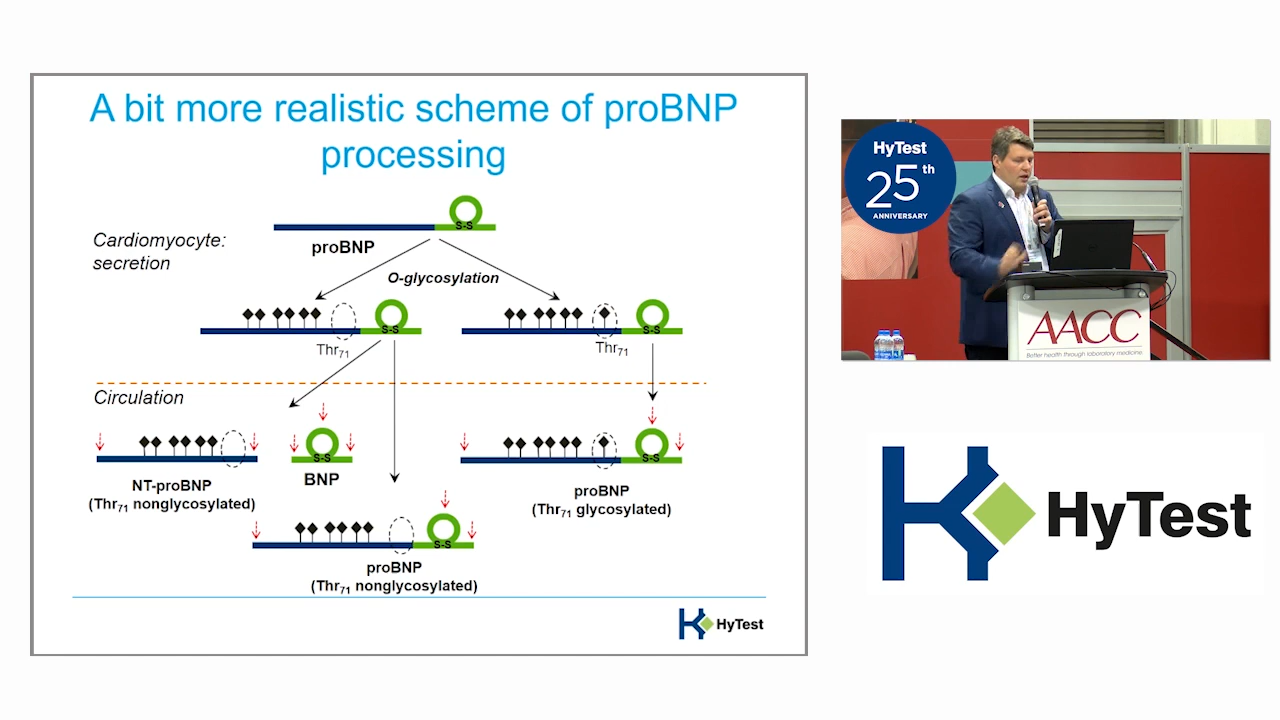 A bit more realistic scheme of proBNP
processing
S-S
Cardiomyocyte:
secretion
proBNP
O-glycosylation
S-S
S-S
Thr71
Thr71
Circulation
S-S
S-S
S-S
NT-proBNP
(Thr71 nonglycosylated)
BNP
proBNP
(Thr71 glycosylated)
S-S
proBNP
(Thr71 nonglycosylated)
HyTest
HyTest
25th
ANNIVERSARY
AACC
Better health through laboratory medicine
HyTest